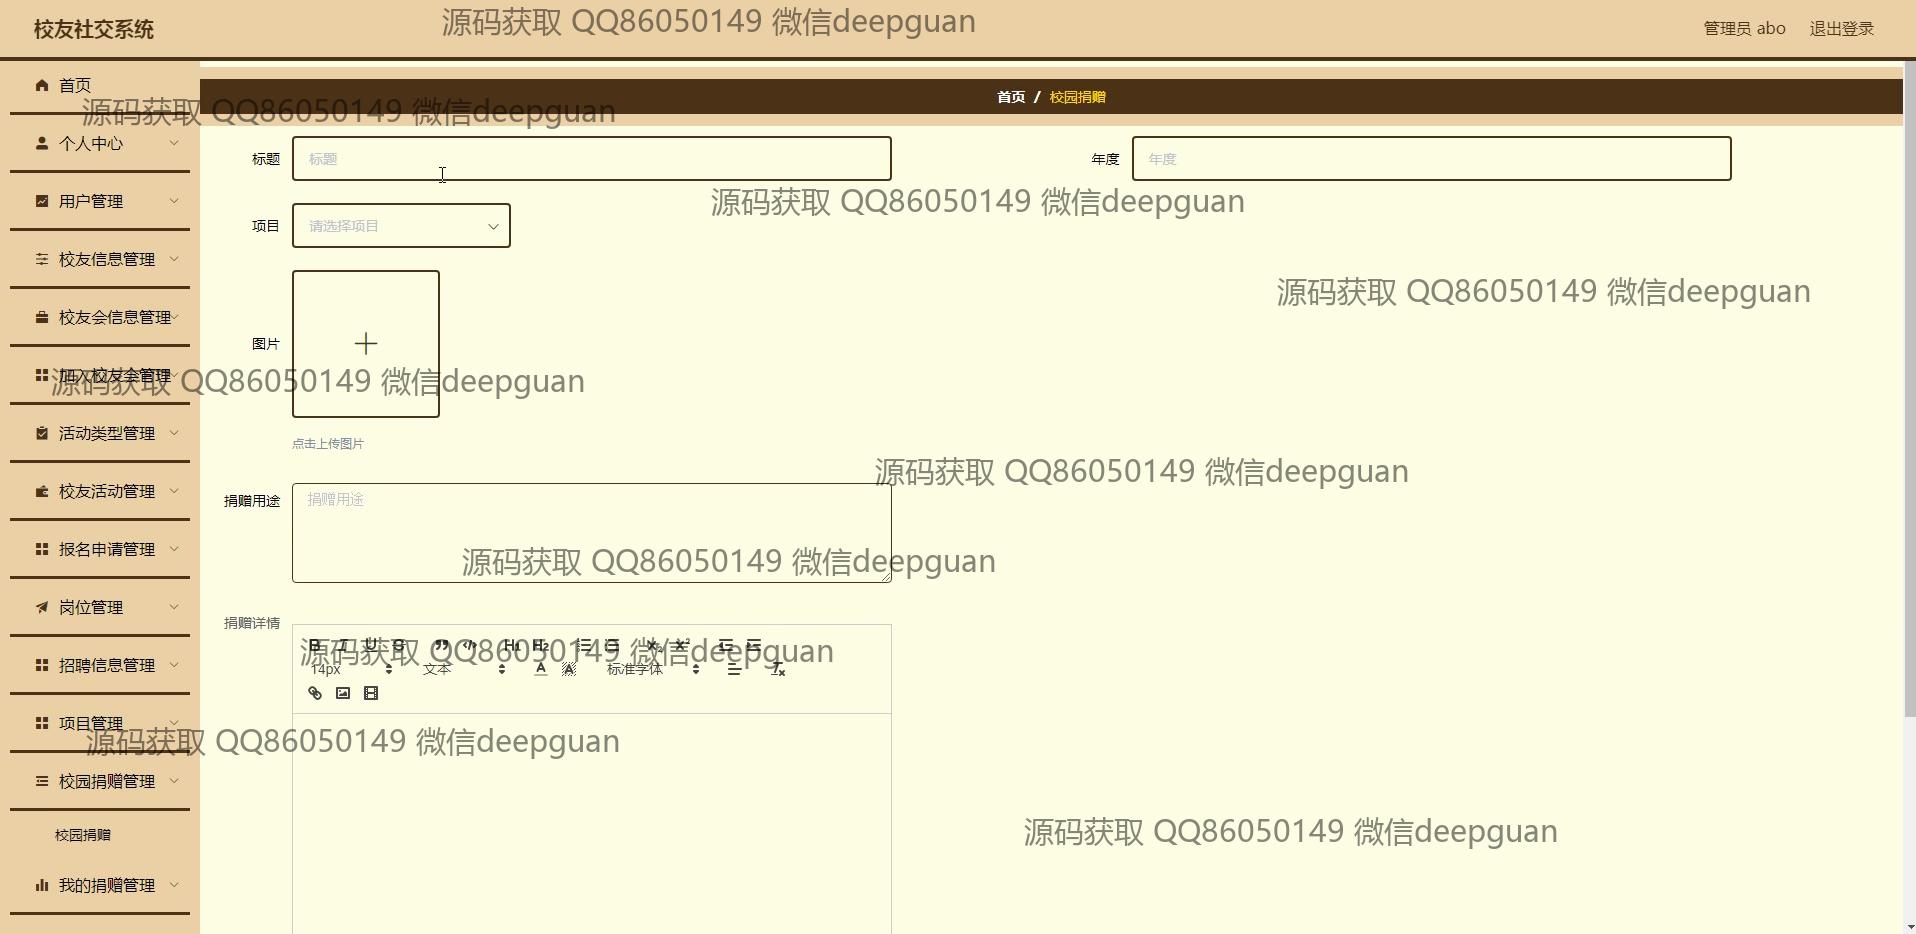 校友社交系统
源码获取 QQ86050149 微信deepguan
管理员 abo
退出登录
首页
源码获取 QQ86050149 微信deepguan
首页 / 校园捐赠
个人中心
标题
标题
年度
年度
用户管理
源码获取 QQ86050149 微信deepguan
项目
请选择项目
校友信息管理
源码获取 QQ86050149 微信deepguan
校友会信息管理
图片
加入校友会管理
源码获取 QQ86050149 微信deepguan
活动类型管理
点击上传图片
源码获取 QQ86050149 微信deepguan
校友活动管理
捐赠用途
捐赠用途
报名申请管理
源码获取 QQ86050149 微信deepguan
岗位管理
捐赠详情
B I U S H1 H2 X2 X2
源码获取 QQ86050149 微信deepguan
14px 文本 A A 标准字体 Tx
招聘信息管理
项目管理
源码获取 QQ86050149 微信deepguan
校园捐赠管理
校园捐赠
源码获取 QQ86050149 微信deepguan
我的捐赠管理